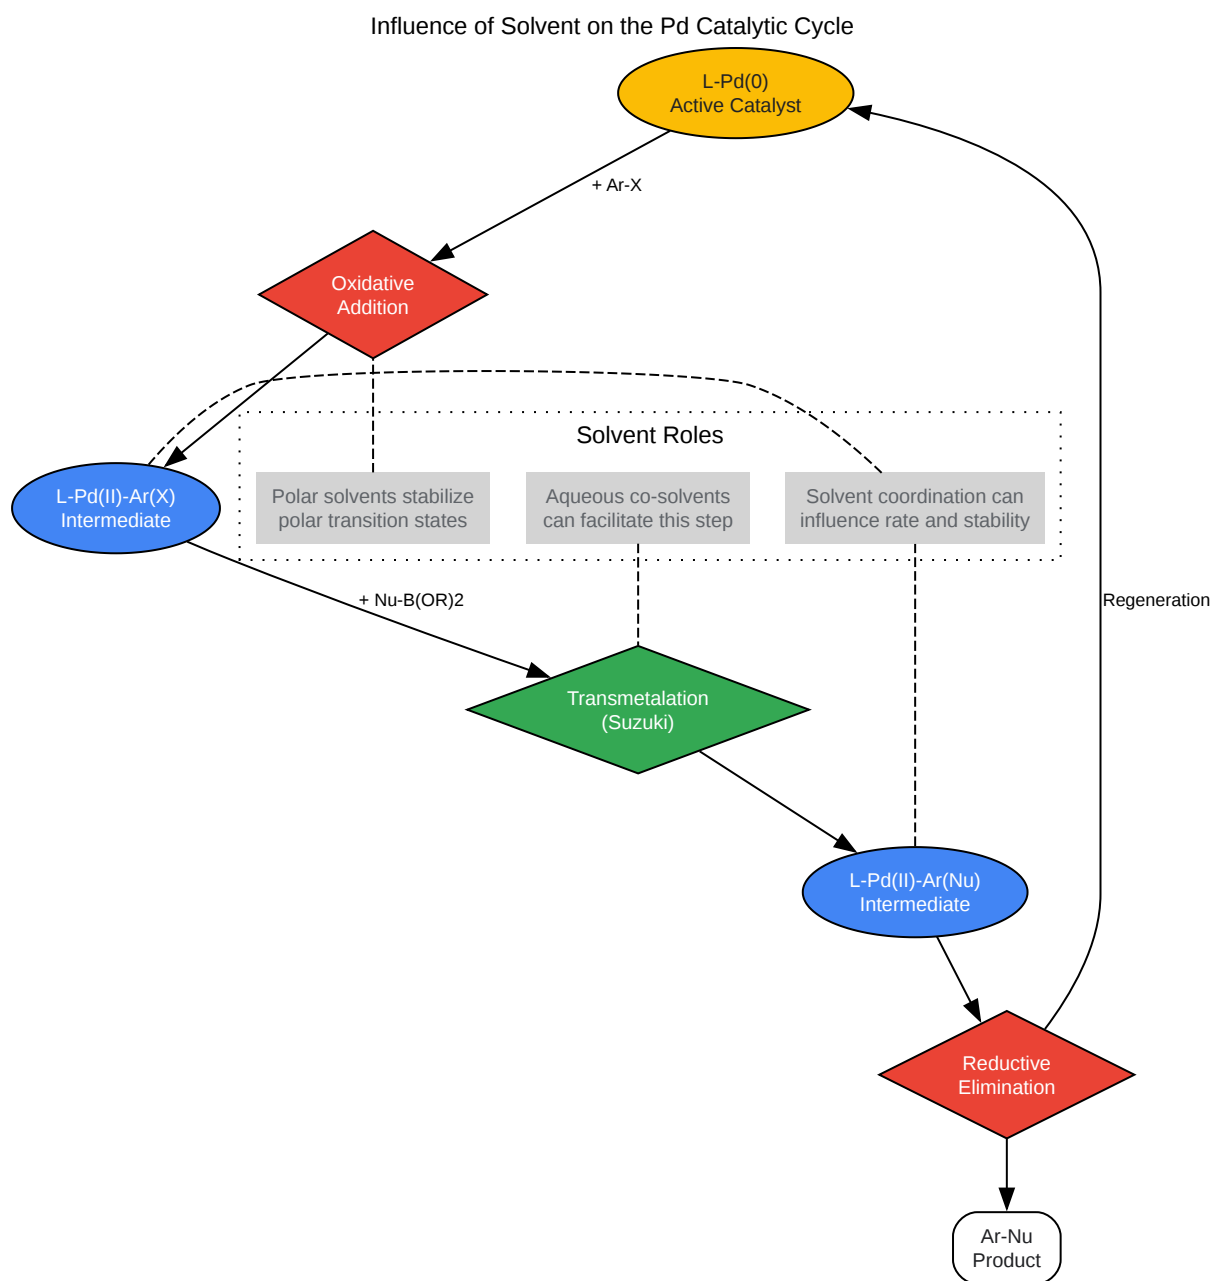 Influence of Solvent on the Pd Catalytic Cycle
L-Pd(0)
Active Catalyst
+ Ar-X
Oxidative
Addition
Solvent Roles
L-Pd(II)-Ar(X)
Intermediate
Polar solvents stabilize
polar transition states
Aqueous co-solvents
can facilitate this step
Solvent coordination can
influence rate and stability
+ Nu-B(OR)2
Regeneration
Transmetalation
(Suzuki)
L-Pd(II)-Ar(Nu)
Intermediate
Reductive
Elimination
Ar-Nu
Product